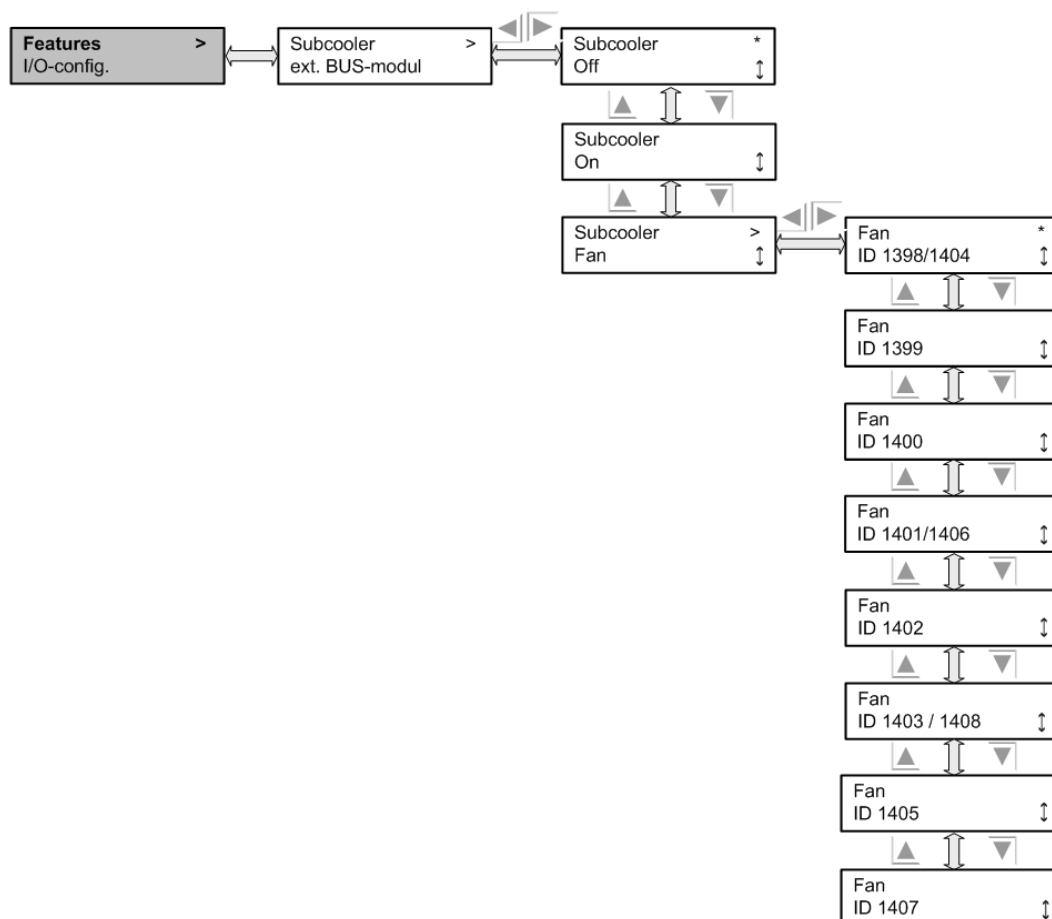 Features >
I/O-config.
Subcooler >
ext. BUS-modul
Subcooler *
Off
Subcooler
On
Subcooler >
Fan
Fan *
ID 1398/1404
Fan
ID 1399
Fan
ID 1400
Fan
ID 1401/1406
Fan
ID 1402
Fan
ID 1403 / 1408
Fan
ID 1405
Fan
ID 1407